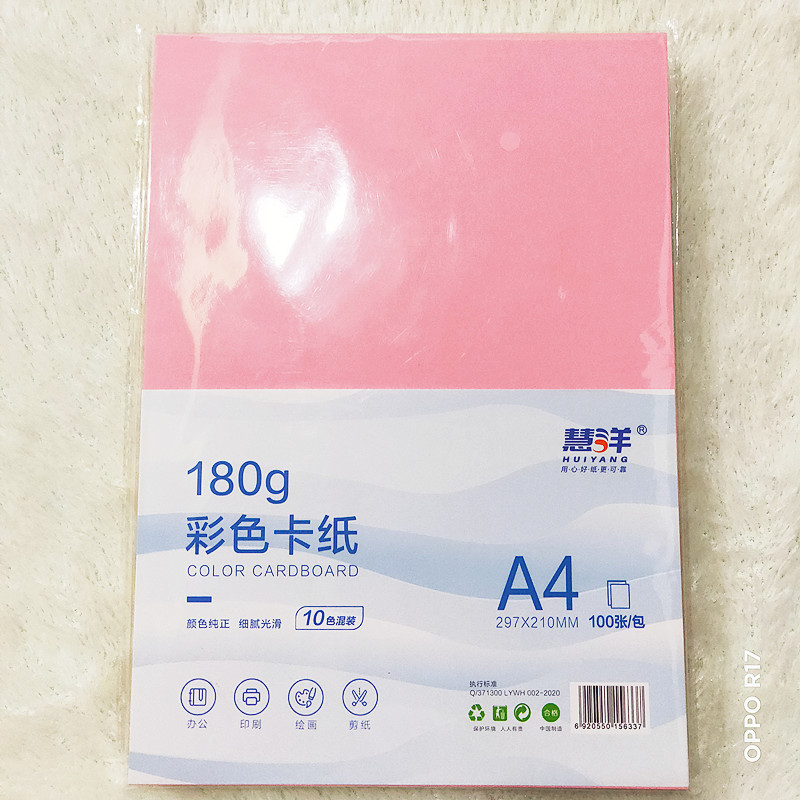 慧洋®
HUIYANG
用·心·好·纸·更·可·靠
180g
彩色卡纸
COLOR CARDBOARD
颜色纯正 细腻光滑 10色混装
A4
297X210MM 100张/包
办公 印刷 绘画 剪纸
执行标准
Q/371300 LYWH 002-2020
合格
保护环境 人人有责 中国制造
6 920550 156337
OPPO R17